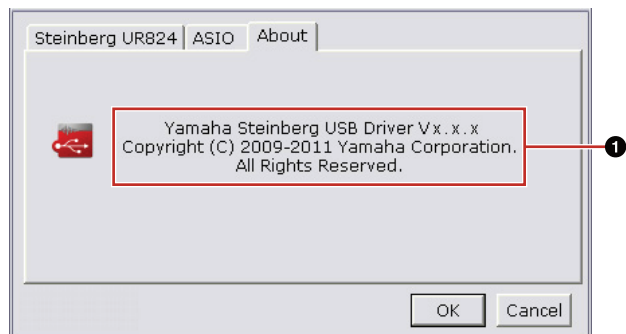 Steinberg UR824 ASIO About
Yamaha Steinberg USB Driver Vx.x.x
Copyright (C) 2009-2011 Yamaha Corporation.
All Rights Reserved.
1
OK Cancel